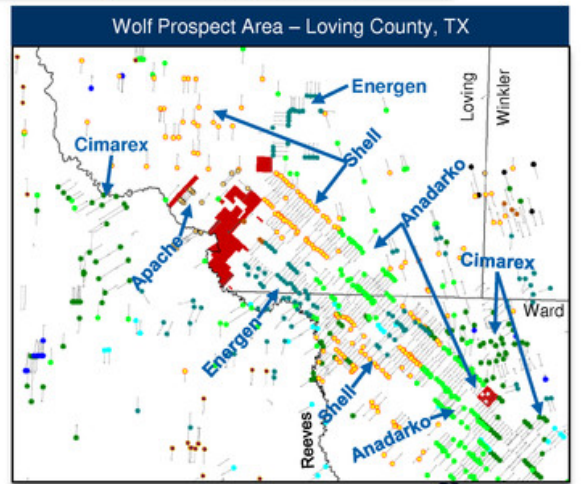 Wolf Prospect Area – Loving County, TX
Loving
Winkler
Energen
Cimarex
Shell
Anadarko
Apache
Cimarex
Ward
Energen
Shell
Anadarko
Reeves